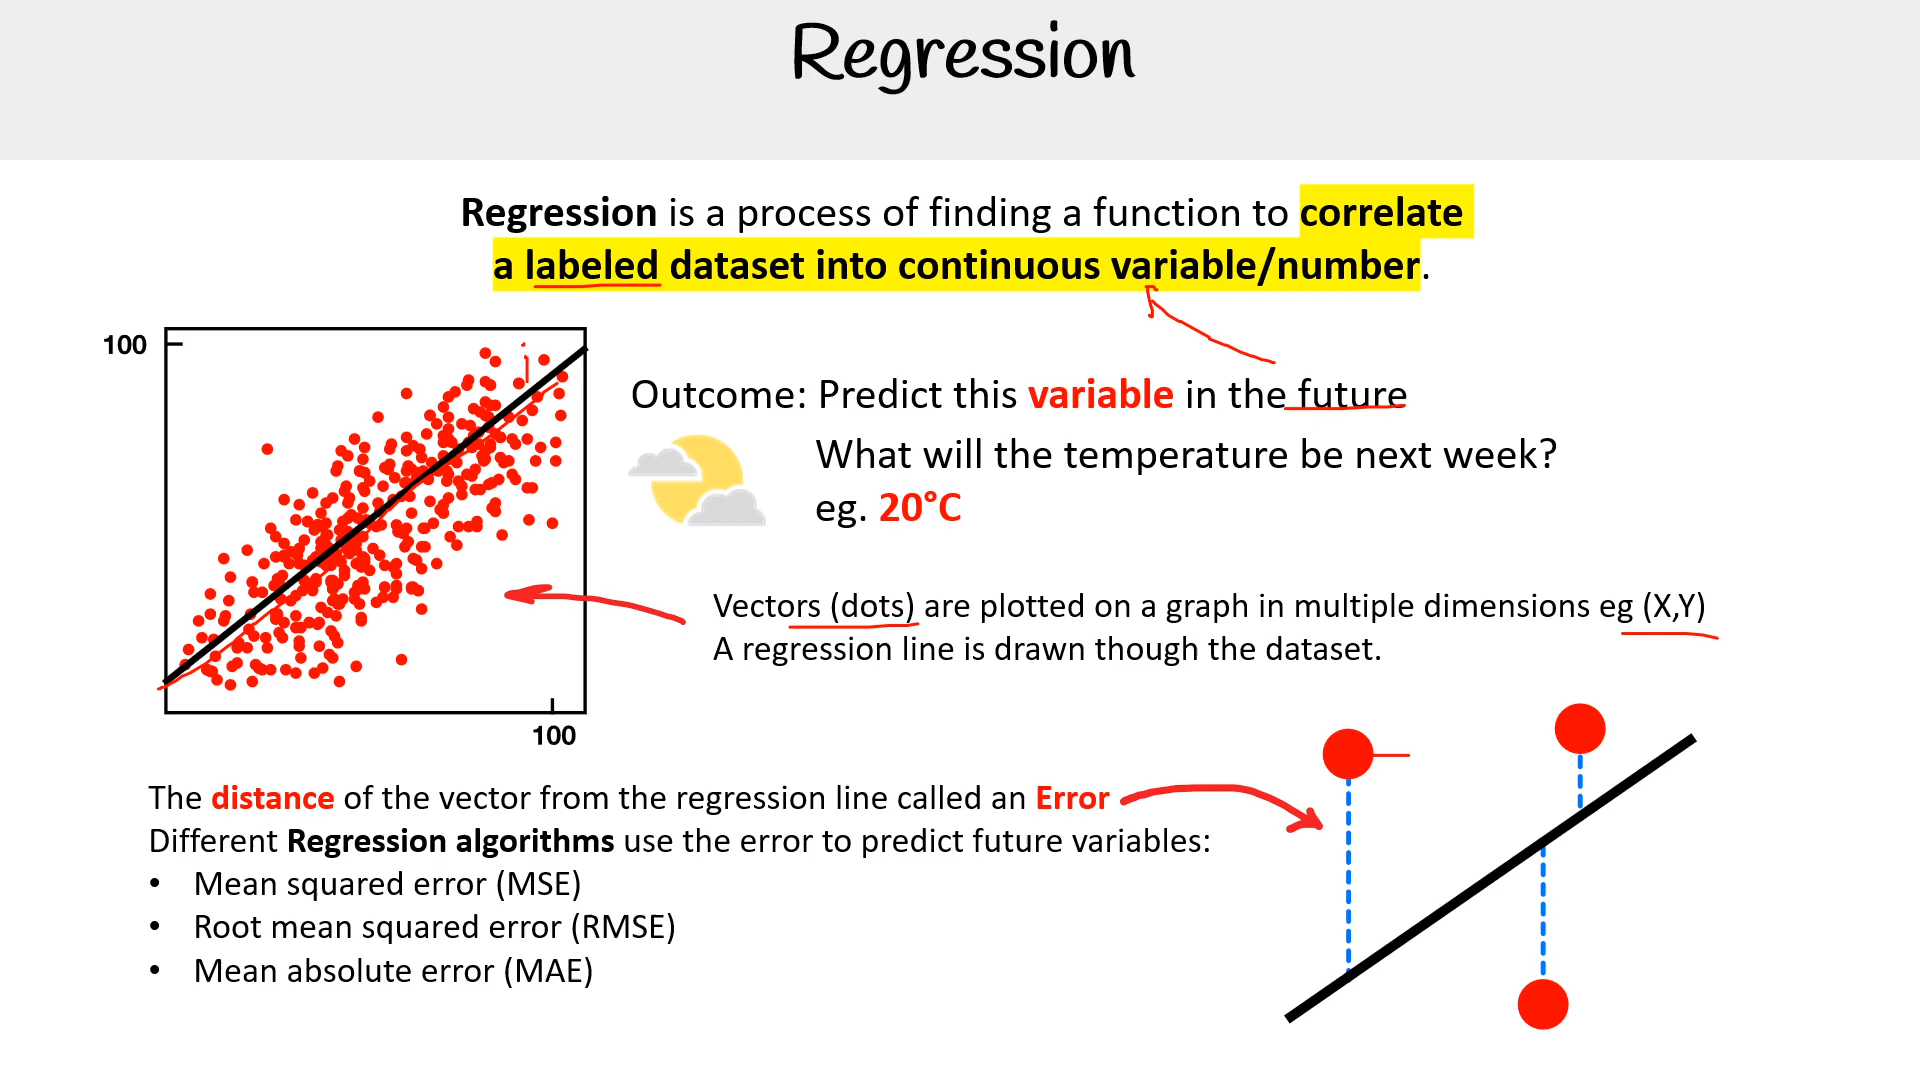 Regression
Regression is a process of finding a function to correlate
a labeled dataset into continuous variable/number.
100
Outcome: Predict this variable in the future
What will the temperature be next week?
eg. 20°C
Vectors (dots) are plotted on a graph in multiple dimensions eg (X,Y)
A regression line is drawn though the dataset.
100
The distance of the vector from the regression line called an Error
Different Regression algorithms use the error to predict future variables:
• Mean squared error (MSE)
• Root mean squared error (RMSE)
• Mean absolute error (MAE)